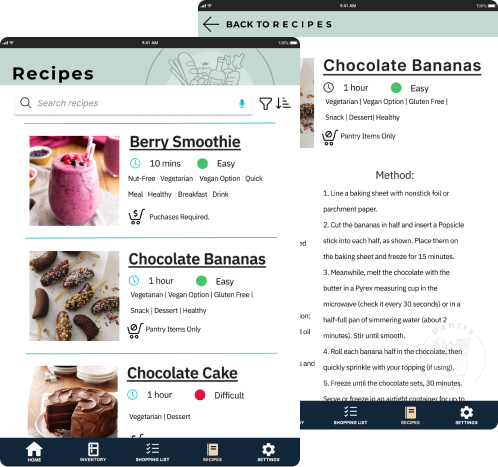 9:41 AM
100%
BACK TO RECIPES
9:41 AM
100%
Recipes
Search recipes
Berry Smoothie
10 mins Easy
Nut-Free Vegetarian Vegan Option Quick
Meal Healthy Breakfast Drink
Puchases Required.
Chocolate Bananas
1 hour Easy
Vegetarian | Vegan Option | Gluten Free |
Snack | Dessert | Healthy
Pantry Items Only
Chocolate Cake
1 hour Difficult
Vegetarian | Dessert
HOME INVENTORY SHOPPING LIST RECIPES SETTINGS
Chocolate Bananas
1 hour Easy
Vegetarian | Vegan Option | Gluten Free |
Snack | Dessert| Healthy
Pantry Items Only
Method:
1. Line a baking sheet with nonstick foil or
parchment paper.
2. Cut the bananas in half and insert a Popsicle
stick into each half, as shown. Place them on
the baking sheet and freeze for 15 minutes.
3. Meanwhile, melt the chocolate with the
butter in a Pyrex measuring cup in the
microwave (check it every 30 seconds) or in a
half-full pan of simmering water (about 2
minutes). Stir until smooth.
4. Roll each banana half in the chocolate, then
quickly sprinkle with your topping (if using).
5. Freeze until the chocolate sets, 30 minutes.
Serve or freeze in an airtight container for up to
pantry
SHOPPING LIST RECIPES SETTINGS